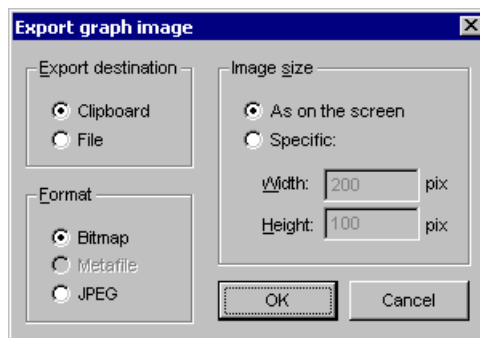 Export graph image
Export destination
Clipboard
File
Format
Bitmap
Metafile
JPEG
Image size
As on the screen
Specific:
Width: 200 pix
Height: 100 pix
OK Cancel